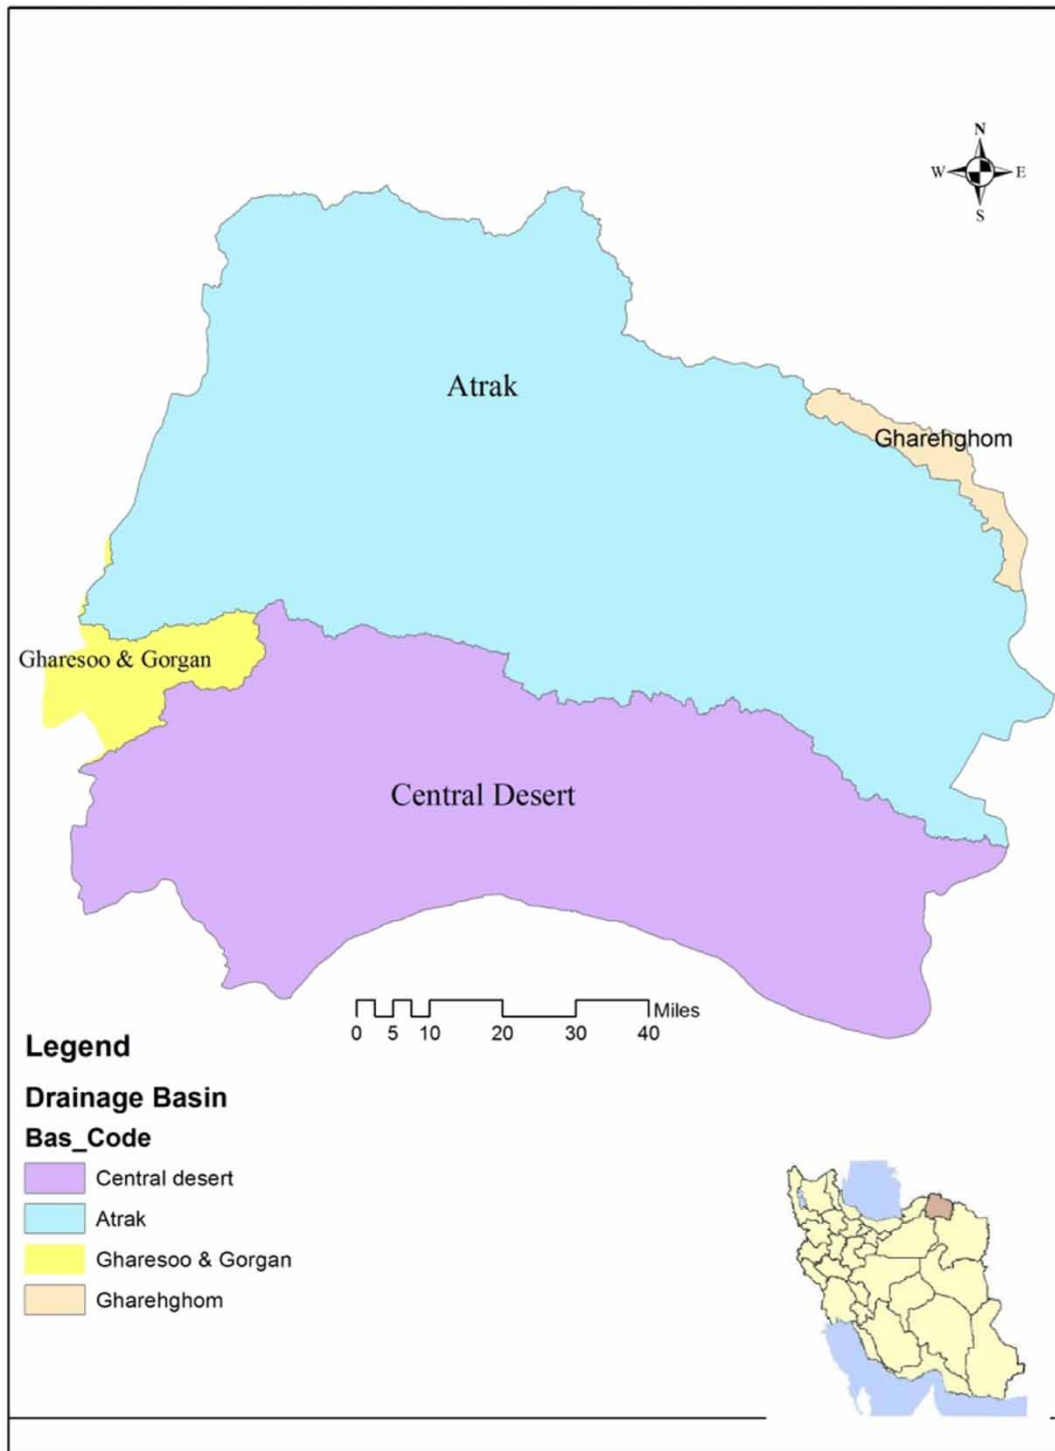 N
W E
S
Atrak
Gharehghom
Gharesoo & Gorgan
Central Desert
Miles
0 5 10 20 30 40
Legend
Drainage Basin
Bas_Code
Central desert
Atrak
Gharesoo & Gorgan
Gharehghom